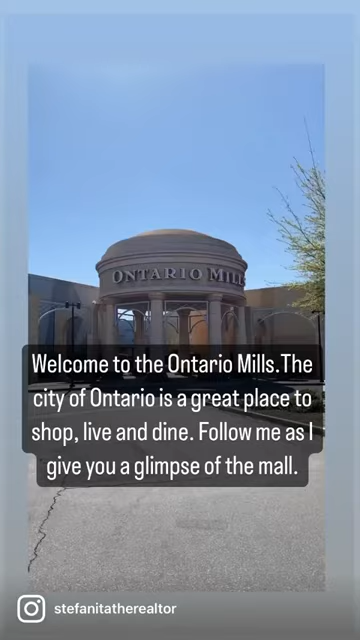 ONTARIO MILLS
Welcome to the Ontario Mills.The
city of Ontario is a great place to
shop, live and dine. Follow me as I
give you a glimpse of the mall.
stefanitatherealtor